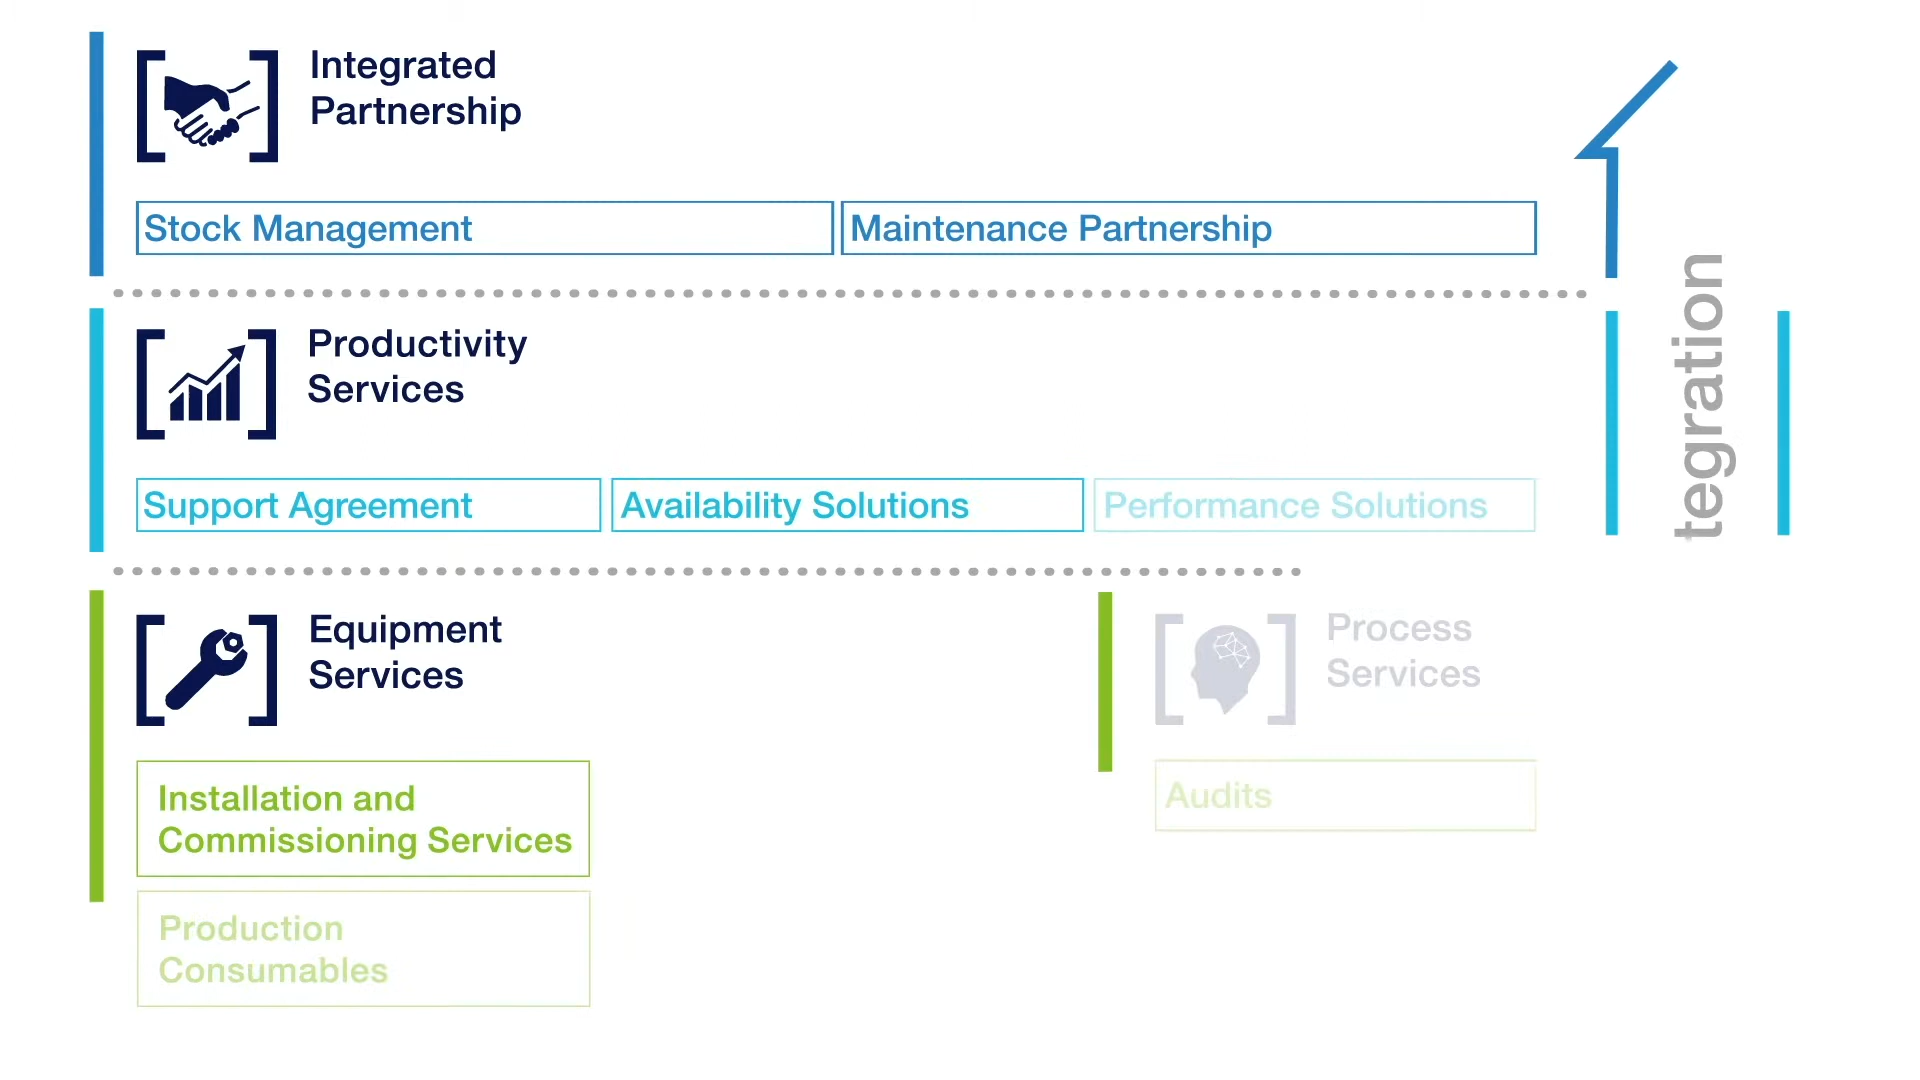 Integrated
Partnership
Stock Management
Maintenance Partnership
Productivity
Services
Support Agreement
Availability Solutions
Performance Solutions
tegration
Equipment
Services
Installation and
Commissioning Services
Production
Consumables
Process
Services
Audits